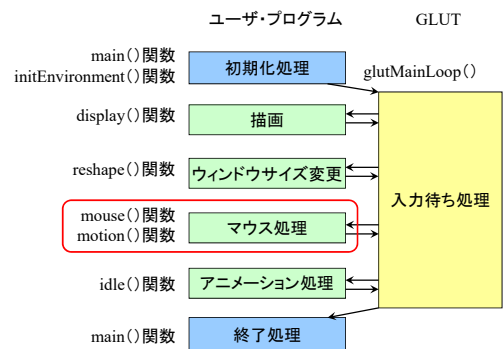 ユーザ・プログラム
GLUT
main()関数
initEnvironment()関数
初期化処理
glutMainLoop()
display()関数
描画
reshape()関数
ウィンドウサイズ変更
入力待ち処理
mouse()関数
motion()関数
マウス処理
idle()関数
アニメーション処理
main()関数
終了処理